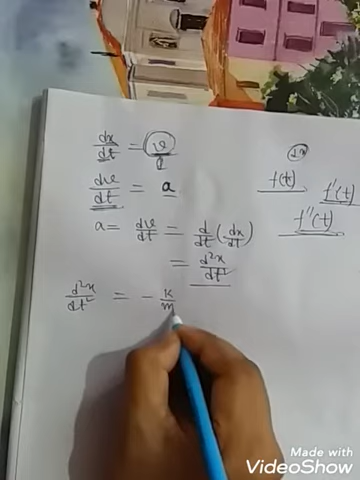 dx/dt = v
dv/dt = a
a = dv/dt = d/dt (dx/dt)
= d²x/dt²
d²x/dt² = - k/m
f(t)
f'(t)
f''(t)
Made with
VideoShow